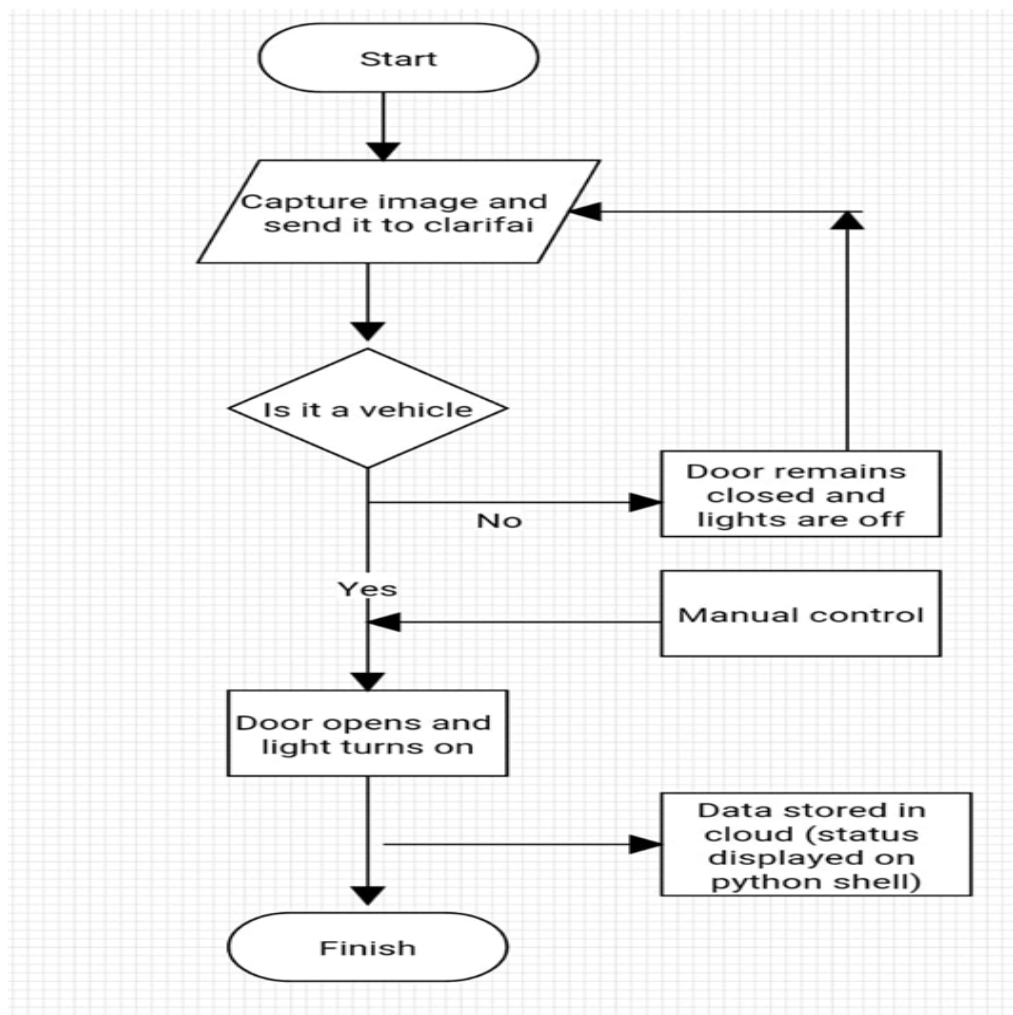 Start
Capture image and
send it to clarifai
Is it a vehicle
Door remains
closed and
lights are off
No
Yes
Manual control
Door opens and
light turns on
Data stored in
cloud (status
displayed on
python shell)
Finish